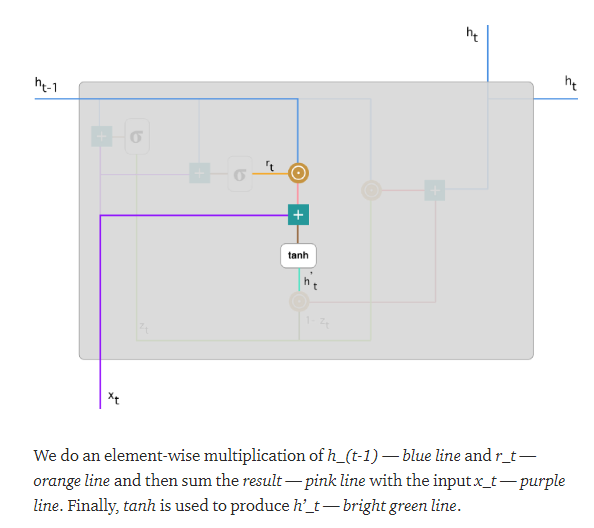 h_t
h_t-1
h_t
σ
σ
r_t
tanh
h'_t
z_t
1 - z_t
x_t
We do an element-wise multiplication of h_(t-1) — blue line and r_t —
orange line and then sum the result — pink line with the input x_t — purple
line. Finally, tanh is used to produce h’_t — bright green line.